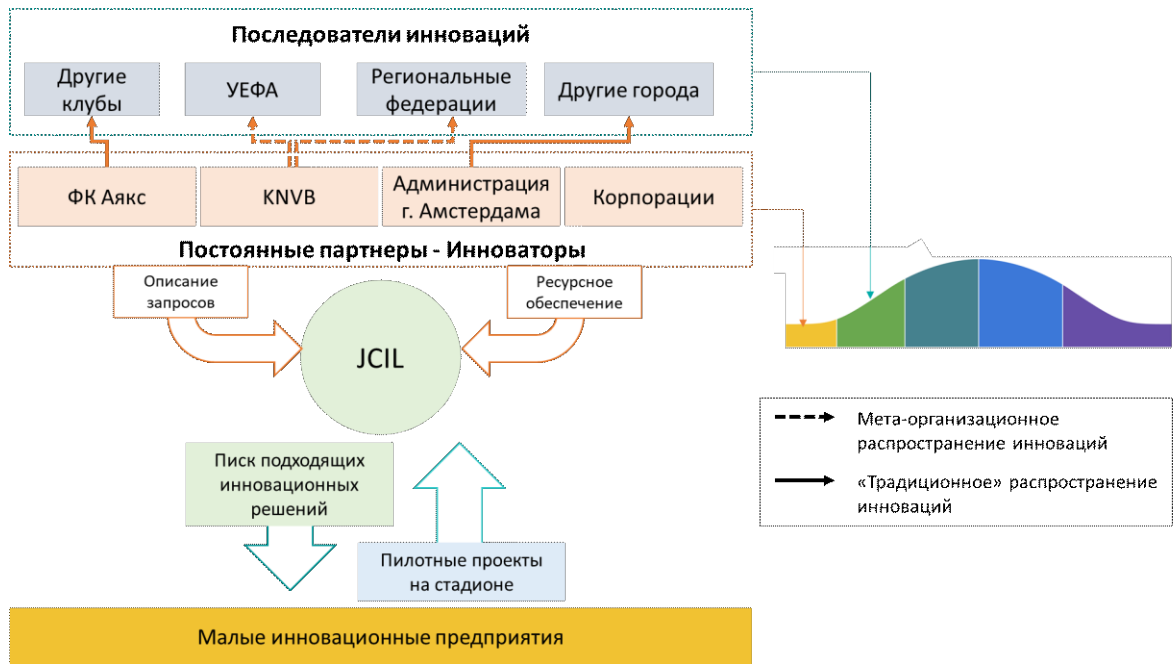 Последователи инноваций
Другие
клубы
УЕФА
Региональные
федерации
Другие города
ФК Аякс
KNVB
Администрация
г. Амстердама
Корпорации
Постоянные партнеры - Инноваторы
Описание
запросов
Ресурсное
обеспечение
JCIL
Мета-организационное
распространение инноваций
«Традиционное» распространение
инноваций
Писк подходящих
инновационных
решений
Пилотные проекты
на стадионе
Малые инновационные предприятия